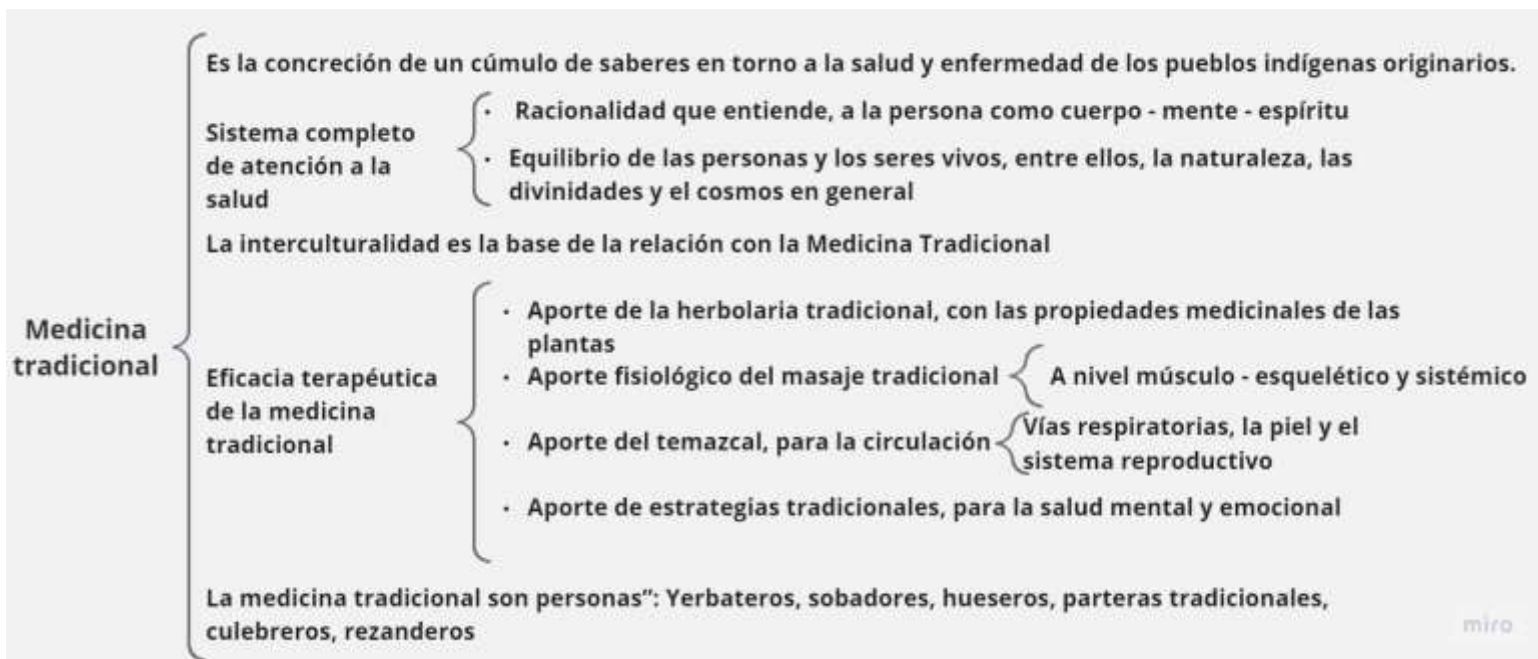 Es la concreción de un cúmulo de saberes en torno a la salud y enfermedad de los pueblos indígenas originarios.
Sistema completo
de atención a la
salud
· Racionalidad que entiende, a la persona como cuerpo - mente - espíritu
· Equilibrio de las personas y los seres vivos, entre ellos, la naturaleza, las
divinidades y el cosmos en general
La interculturalidad es la base de la relación con la Medicina Tradicional
Medicina
tradicional
Eficacia terapéutica
de la medicina
tradicional
· Aporte de la herbolaria tradicional, con las propiedades medicinales de las
plantas
· Aporte fisiológico del masaje tradicional
A nivel músculo - esquelético y sistémico
· Aporte del temazcal, para la circulación
Vías respiratorias, la piel y el
sistema reproductivo
· Aporte de estrategias tradicionales, para la salud mental y emocional
La medicina tradicional son personas”: Yerbateros, sobadores, hueseros, parteras tradicionales,
culebreros, rezanderos
miro